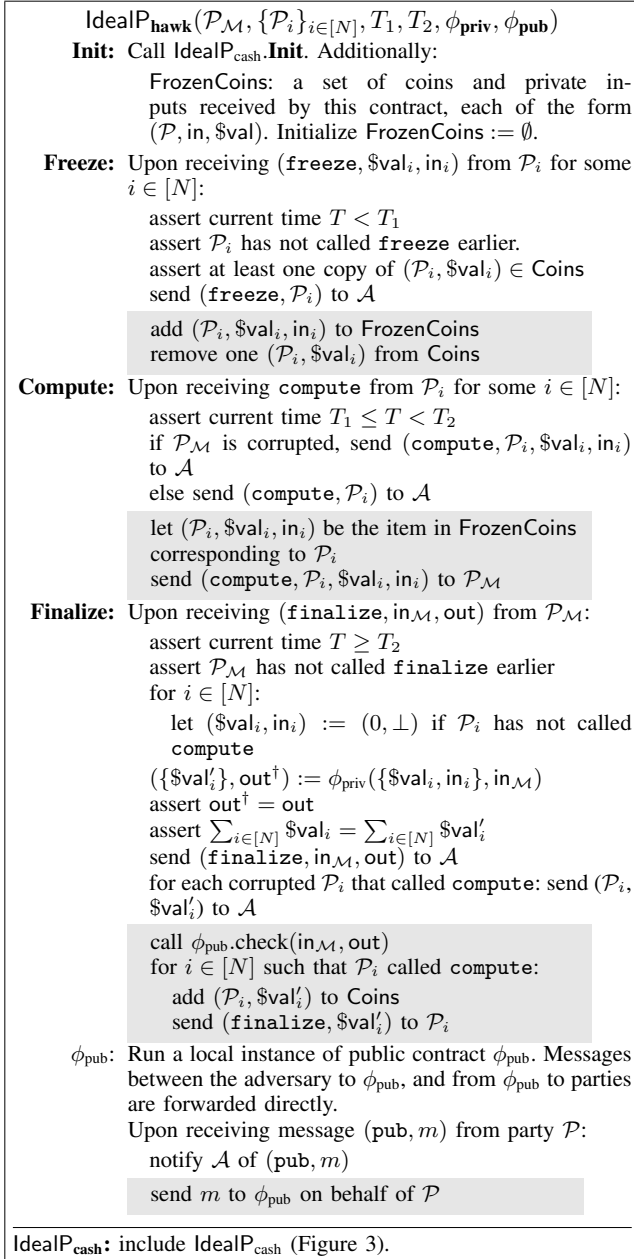 IdealP_hawk(𝒫_ℳ, {𝒫_i}_{i∈[N]}, T_1, T_2, ϕ_priv, ϕ_pub)
Init: Call IdealP_cash.Init. Additionally:
FrozenCoins: a set of coins and private in-
puts received by this contract, each of the form
(𝒫, in, $val). Initialize FrozenCoins := ∅.
Freeze: Upon receiving (freeze, $val_i, in_i) from 𝒫_i for some
i ∈ [N]:
assert current time T < T_1
assert 𝒫_i has not called freeze earlier.
assert at least one copy of (𝒫_i, $val_i) ∈ Coins
send (freeze, 𝒫_i) to 𝒜
add (𝒫_i, $val_i, in_i) to FrozenCoins
remove one (𝒫_i, $val_i) from Coins
Compute: Upon receiving compute from 𝒫_i for some i ∈ [N]:
assert current time T_1 ≤ T < T_2
if 𝒫_ℳ is corrupted, send (compute, 𝒫_i, $val_i, in_i)
to 𝒜
else send (compute, 𝒫_i) to 𝒜
let (𝒫_i, $val_i, in_i) be the item in FrozenCoins
corresponding to 𝒫_i
send (compute, 𝒫_i, $val_i, in_i) to 𝒫_ℳ
Finalize: Upon receiving (finalize, in_ℳ, out) from 𝒫_ℳ:
assert current time T ≥ T_2
assert 𝒫_ℳ has not called finalize earlier
for i ∈ [N]:
let ($val_i, in_i) := (0, ⊥) if 𝒫_i has not called
compute
({$val′_i}, out^†) := ϕ_priv({$val_i, in_i}, in_ℳ)
assert out^† = out
assert ∑_{i∈[N]} $val_i = ∑_{i∈[N]} $val′_i
send (finalize, in_ℳ, out) to 𝒜
for each corrupted 𝒫_i that called compute: send (𝒫_i,
$val′_i) to 𝒜
call ϕ_pub.check(in_ℳ, out)
for i ∈ [N] such that 𝒫_i called compute:
add (𝒫_i, $val′_i) to Coins
send (finalize, $val′_i) to 𝒫_i
ϕ_pub: Run a local instance of public contract ϕ_pub. Messages
between the adversary to ϕ_pub, and from ϕ_pub to parties
are forwarded directly.
Upon receiving message (pub, m) from party 𝒫:
notify 𝒜 of (pub, m)
send m to ϕ_pub on behalf of 𝒫
IdealP_cash: include IdealP_cash (Figure 3).